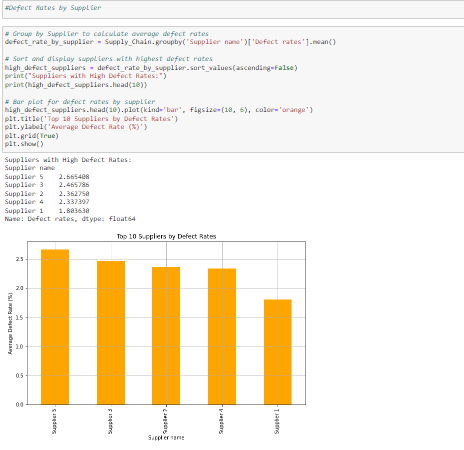 #Defect Rates by Supplier
# Group by Supplier to calculate average defect rates
defect_rate_by_supplier = Supply_Chain.groupby('Supplier name')['Defect rates'].mean()
# Sort and display suppliers with highest defect rates
high_defect_suppliers = defect_rate_by_supplier.sort_values(ascending=False)
print("Suppliers with High Defect Rates:")
print(high_defect_suppliers.head(10))
# Bar plot for defect rates by supplier
high_defect_suppliers.head(10).plot(kind='bar', figsize=(10, 6), color='orange')
plt.title('Top 10 Suppliers by Defect Rates')
plt.ylabel('Average Defect Rate (%)')
plt.grid(True)
plt.show()
Suppliers with High Defect Rates:
Supplier name
Supplier 5    2.665408
Supplier 3    2.465786
Supplier 2    2.362750
Supplier 4    2.337397
Supplier 1    1.803630
Name: Defect rates, dtype: float64
Top 10 Suppliers by Defect Rates
Average Defect Rate (%)
2.5
2.0
1.5
1.0
0.5
0.0
Supplier 5
Supplier 3
Supplier 2
Supplier 4
Supplier 1
Supplier name